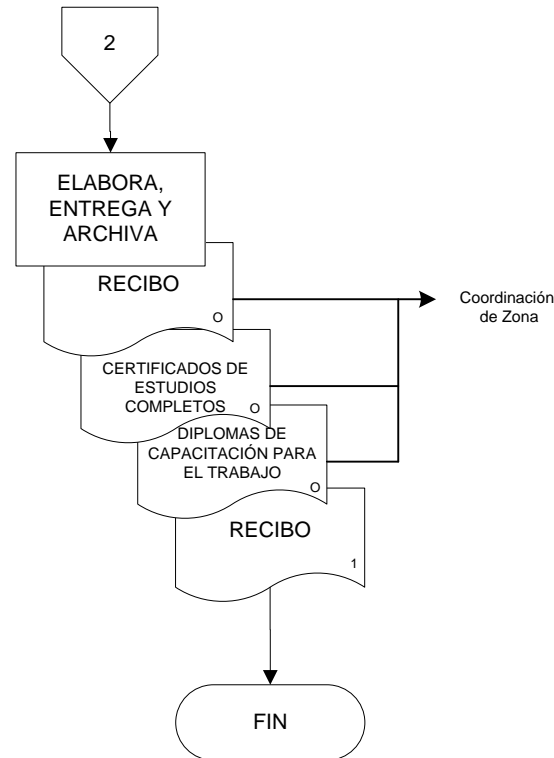 2
ELABORA,
ENTREGA Y
ARCHIVA
RECIBO
O
Coordinación
de Zona
CERTIFICADOS DE
ESTUDIOS
COMPLETOS
O
DIPLOMAS DE
CAPACITACIÓN PARA
EL TRABAJO
O
RECIBO
1
FIN